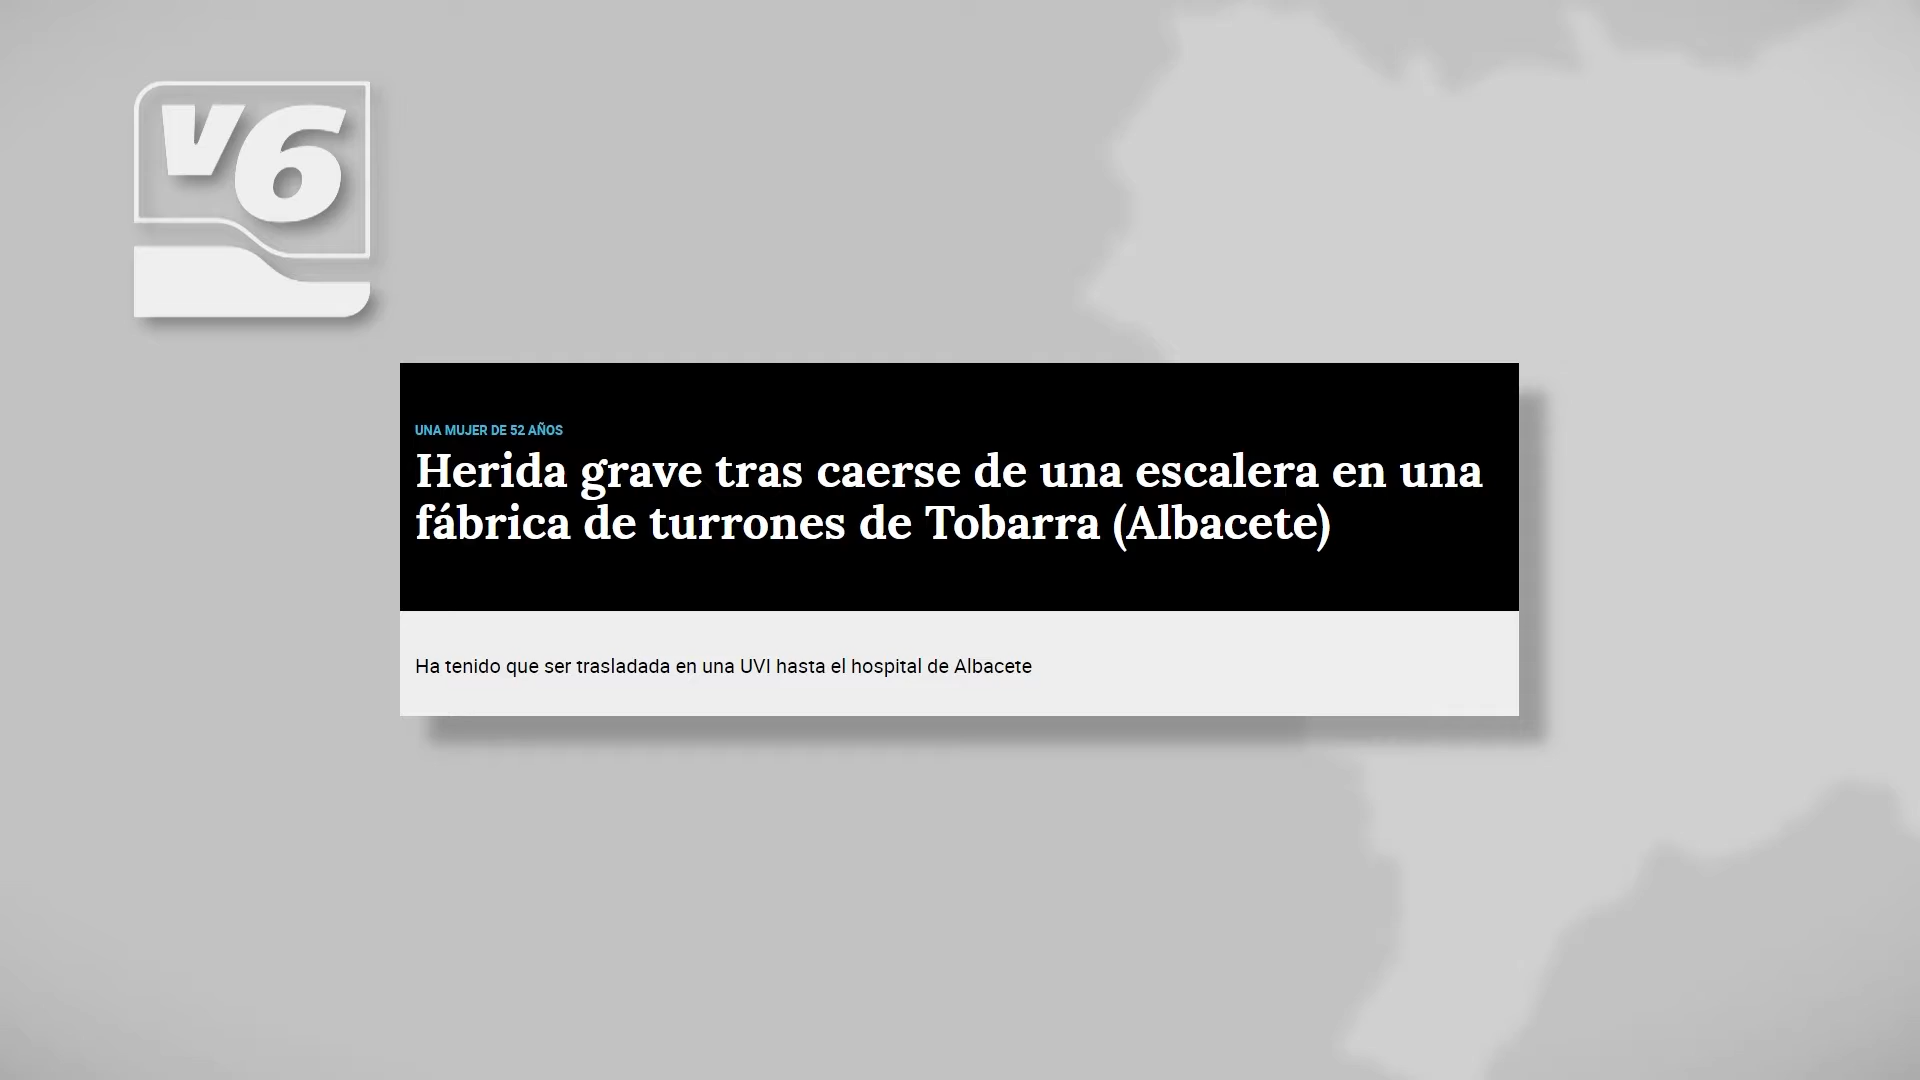 v6
UNA MUJER DE 52 AÑOS
Herida grave tras caerse de una escalera en una
fábrica de turrones de Tobarra (Albacete)
Ha tenido que ser trasladada en una UVI hasta el hospital de Albacete